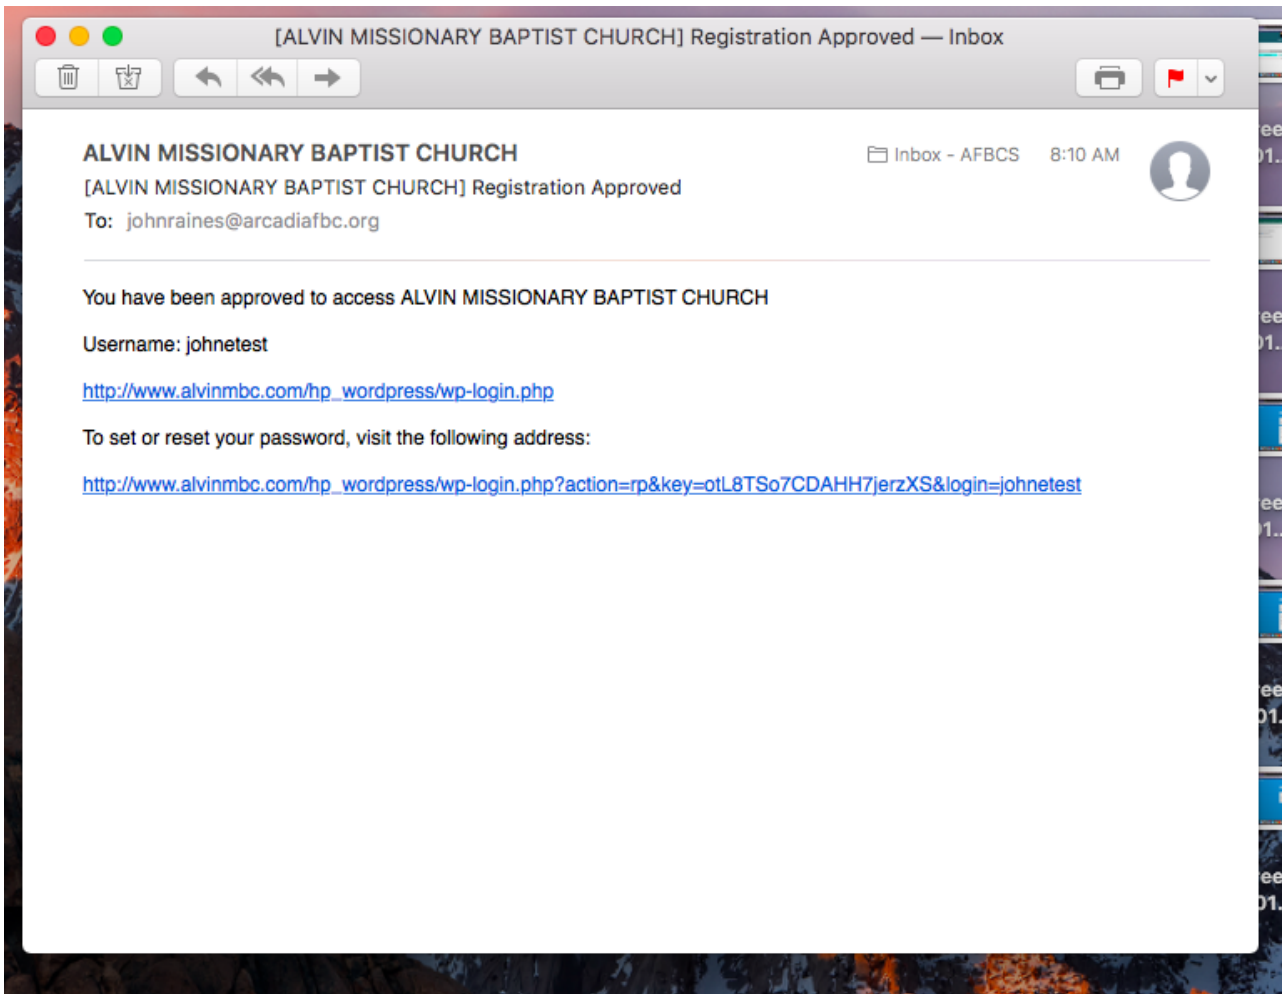 [ALVIN MISSIONARY BAPTIST CHURCH] Registration Approved — Inbox
ALVIN MISSIONARY BAPTIST CHURCH
Inbox - AFBCS 8:10 AM
[ALVIN MISSIONARY BAPTIST CHURCH] Registration Approved
To: johnraines@arcadiafbc.org
You have been approved to access ALVIN MISSIONARY BAPTIST CHURCH
Username: johnetest
http://www.alvinmbc.com/hp_wordpress/wp-login.php
To set or reset your password, visit the following address:
http://www.alvinmbc.com/hp_wordpress/wp-login.php?action=rp&key=otL8TSo7CDAHH7jerzXS&login=johnetest